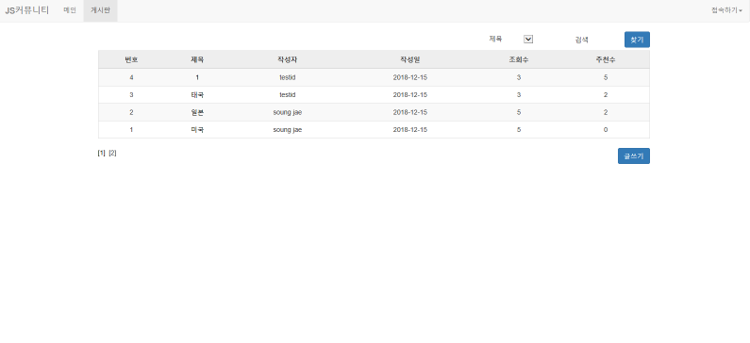 JS커뮤니티 메인 게시판 접속하기
제목 검색 찾기
번호 제목 작성자 작성일 조회수 추천수
4 1 testid 2018-12-15 3 5
3 태국 testid 2018-12-15 3 2
2 일본 soung jae 2018-12-15 5 2
1 미국 soung jae 2018-12-15 5 0
[1] [2] 글쓰기